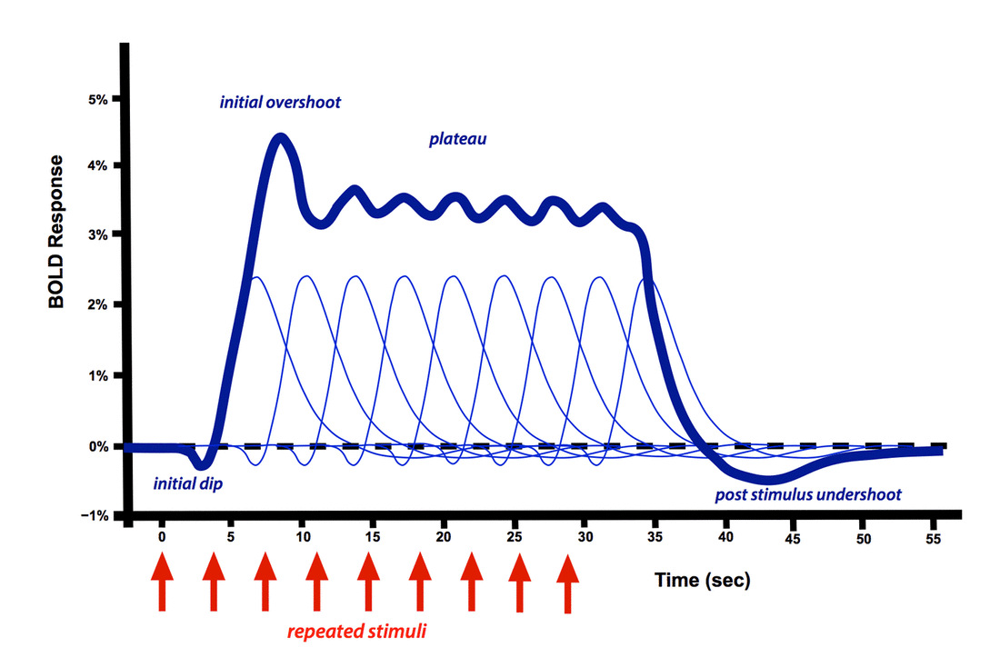 initial overshoot
plateau
BOLD Response
5%
4%
3%
2%
1%
0%
−1%
initial dip
post stimulus undershoot
0 5 10 15 20 25 30 35 40 45 50 55
Time (sec)
repeated stimuli